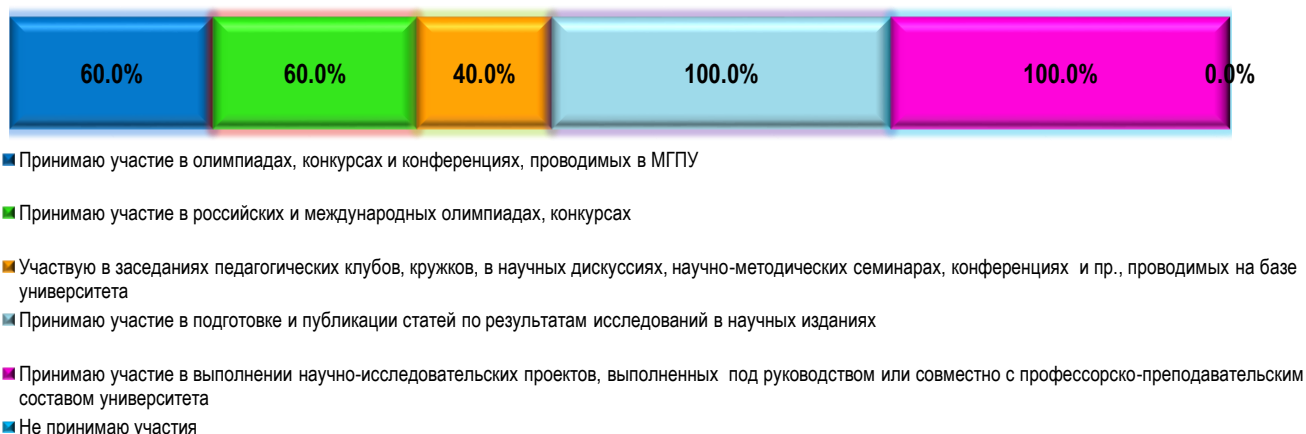 60.0% 60.0% 40.0% 100.0% 100.0% 0.0%
Принимаю участие в олимпиадах, конкурсах и конференциях, проводимых в МГПУ
Принимаю участие в российских и международных олимпиадах, конкурсах
Участвую в заседаниях педагогических клубов, кружков, в научных дискуссиях, научно-методических семинарах, конференциях и пр., проводимых на базе
университета
Принимаю участие в подготовке и публикации статей по результатам исследований в научных изданиях
Принимаю участие в выполнении научно-исследовательских проектов, выполненных под руководством или совместно с профессорско-преподавательским
составом университета
Не принимаю участия